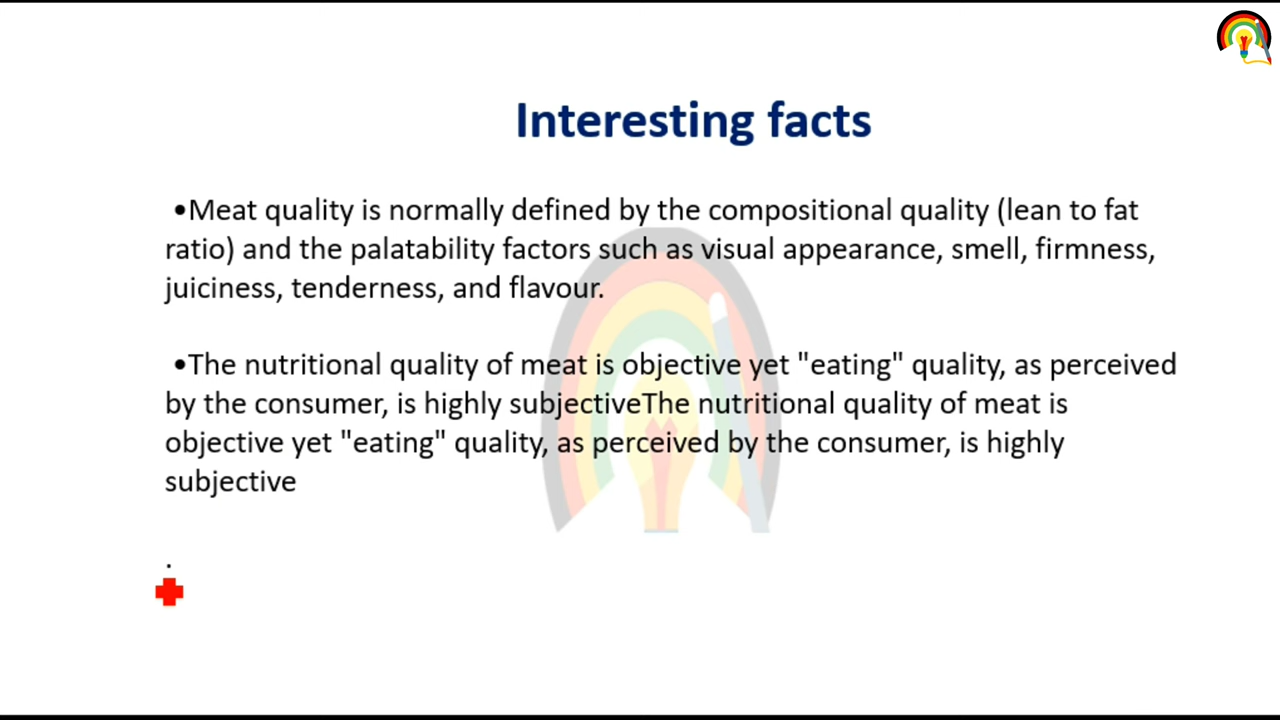 Interesting facts
•Meat quality is normally defined by the compositional quality (lean to fat
ratio) and the palatability factors such as visual appearance, smell, firmness,
juiciness, tenderness, and flavour.
•The nutritional quality of meat is objective yet "eating" quality, as perceived
by the consumer, is highly subjectiveThe nutritional quality of meat is
objective yet "eating" quality, as perceived by the consumer, is highly
subjective
.